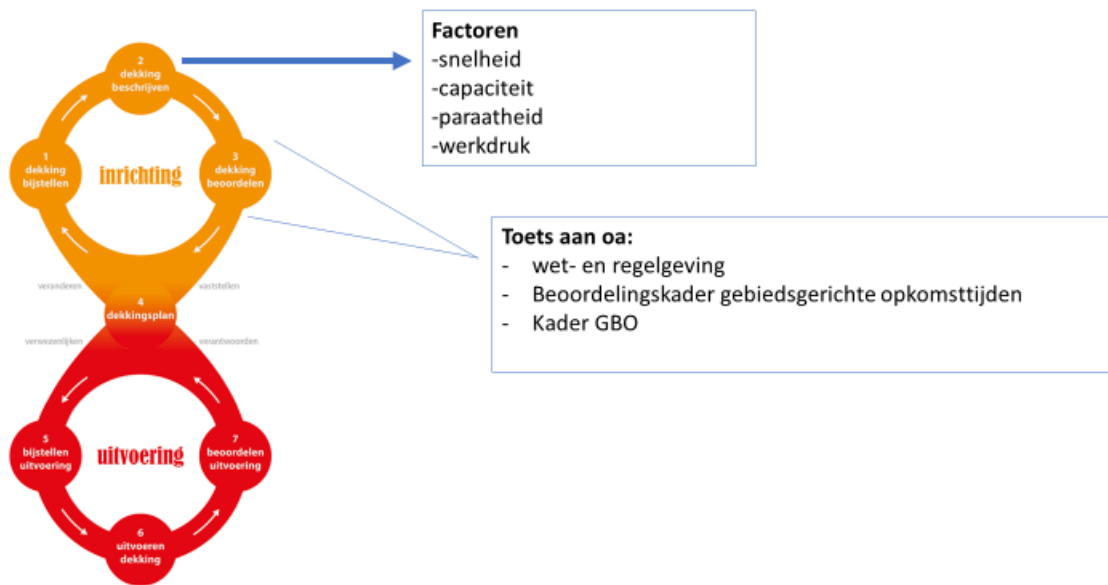 Factoren
-snelheid
-capaciteit
-paraatheid
-werkdruk
2
dekking
beschrijven
1
dekking
bijstellen
inrichting
3
dekking
beoordelen
Toets aan oa:
- wet- en regelgeving
- Beoordelingskader gebiedsgerichte opkomsttijden
- Kader GBO
veranderen
vaststellen
4
dekkingsplan
verwezenlijken
verantwoorden
5
bijstellen
uitvoering
uitvoering
7
beoordelen
uitvoering
6
uitvoeren
dekking